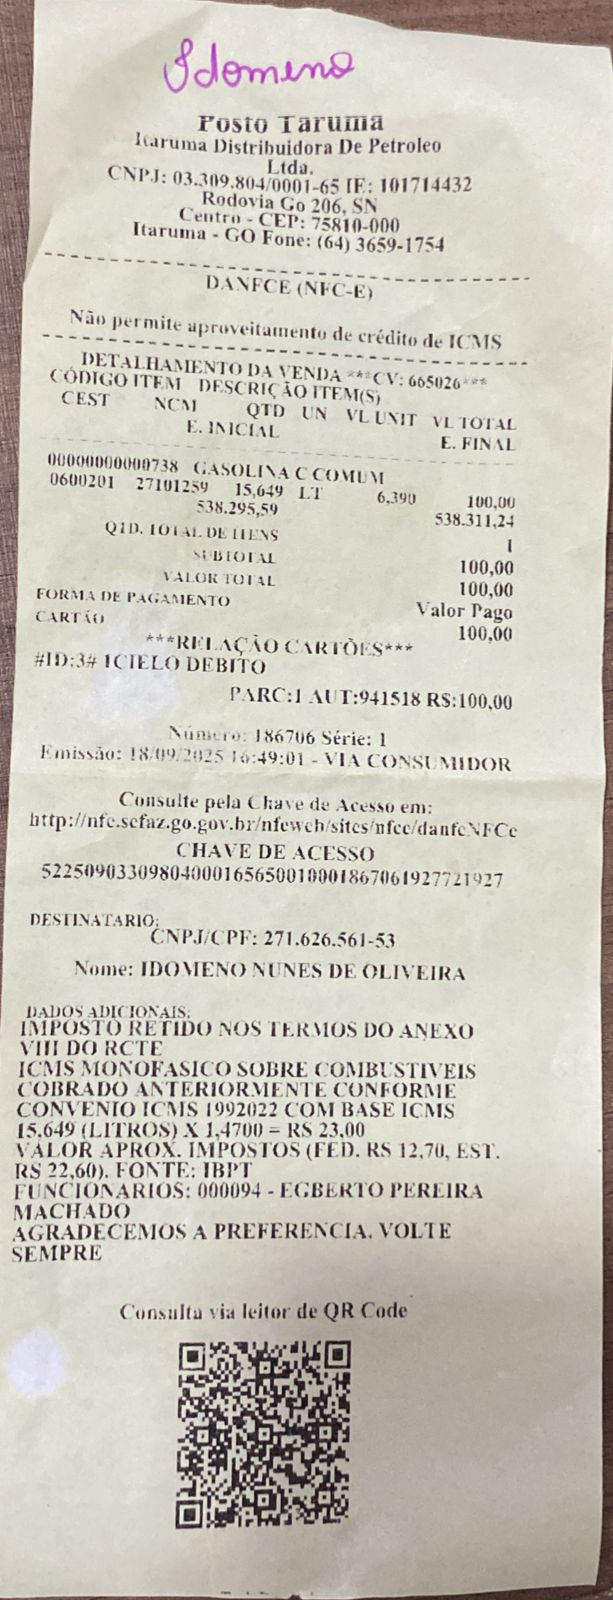 Idomeno
Posto Taruma
Itaruma Distribuidora De Petroleo
Ltda.
CNPJ: 03.309.804/0001-65 IE: 101714432
Rodovia Go 206, SN
Centro - CEP: 75810-000
Itaruma - GO Fone: (64) 3659-1754
DANFCE (NFC-E)
Não permite aproveitamento de crédito de ICMS
DETALHAMENTO DA VENDA ***CV: 665026***
CÓDIGO ITEM DESCRIÇÃO ITEM(S)
CEST NCM QTD UN VL UNIT VL TOTAL
E. INICIAL E. FINAL
00000000000738 GASOLINA C COMUM
0600201 27101259 15,649 LT 6,390 100,00
538.295,59 538.311,24
QTD. TOTAL DE ITENS 1
SUBTOTAL 100,00
VALOR TOTAL 100,00
FORMA DE PAGAMENTO Valor Pago
CARTÃO 100,00
***RELAÇÃO CARTÕES***
#ID:3# 1CIELO DEBITO
PARC:1 AUT:941518 R$:100,00
Número: 186706 Série: 1
Emissão: 18/09/2025 16:49:01 - VIA CONSUMIDOR
Consulte pela Chave de Acesso em:
http://nfe.sefaz.go.gov.br/nfeweb/sites/nfce/danfeNFCe
CHAVE DE ACESSO
52250903309804000165650010001867061927721927
DESTINATARIO:
CNPJ/CPF: 271.626.561-53
Nome: IDOMENO NUNES DE OLIVEIRA
DADOS ADICIONAIS:
IMPOSTO RETIDO NOS TERMOS DO ANEXO
VIII DO RCTE
ICMS MONOFASICO SOBRE COMBUSTIVEIS
COBRADO ANTERIORMENTE CONFORME
CONVENIO ICMS 1992022 COM BASE ICMS
15.649 (LITROS) X 1,4700 = R$ 23,00
VALOR APROX. IMPOSTOS (FED. R$ 12,70, EST.
R$ 22,60). FONTE: IBPT
FUNCIONARIOS: 000094 - EGBERTO PEREIRA
MACHADO
AGRADECEMOS A PREFERENCIA. VOLTE
SEMPRE
Consulta via leitor de QR Code